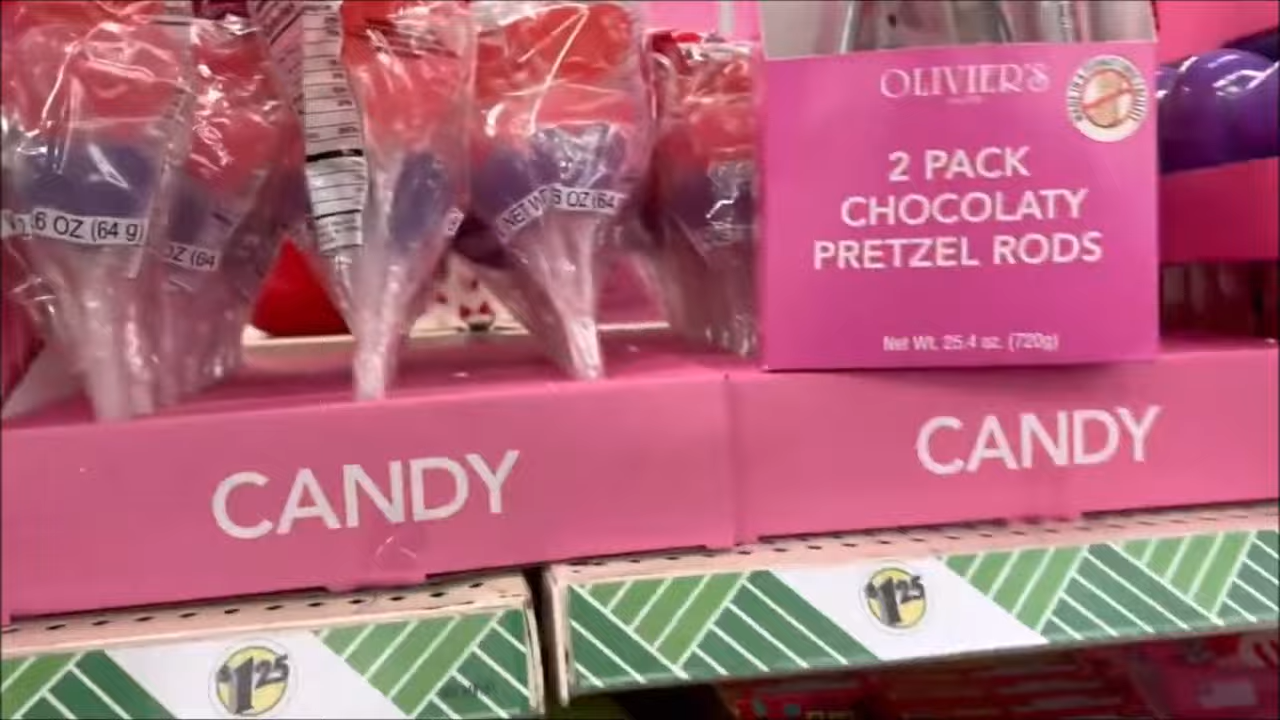 .6 OZ (64 g)
OZ (64
NET WT
6 OZ (64
OLIVIER'S
2 PACK
CHOCOLATY
PRETZEL RODS
Net Wt. 25.4 oz. (720g)
CANDY
CANDY
$1.25
$1.25